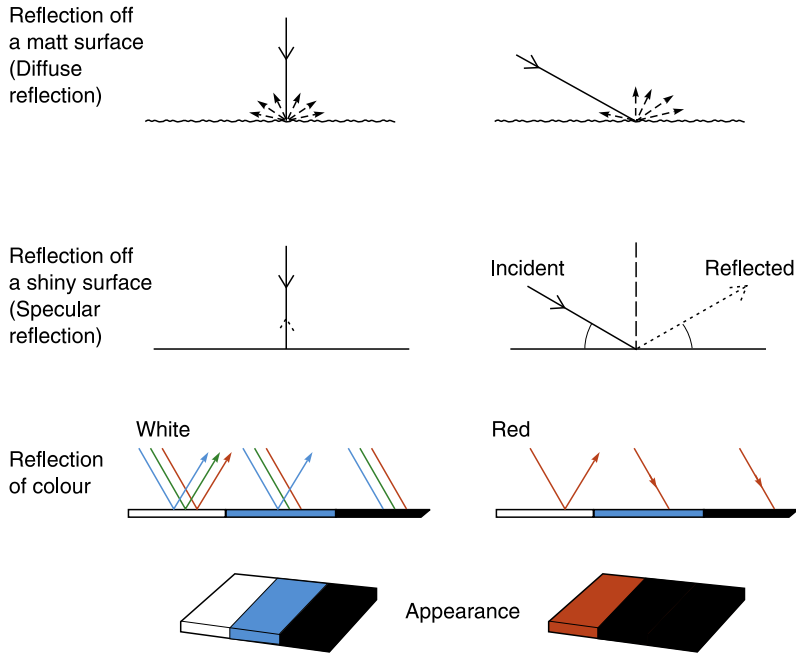 Reflection off
a matt surface
(Diffuse
reflection)
Reflection off
a shiny surface
(Specular
reflection)
Incident
Reflected
White
Red
Reflection
of colour
Appearance